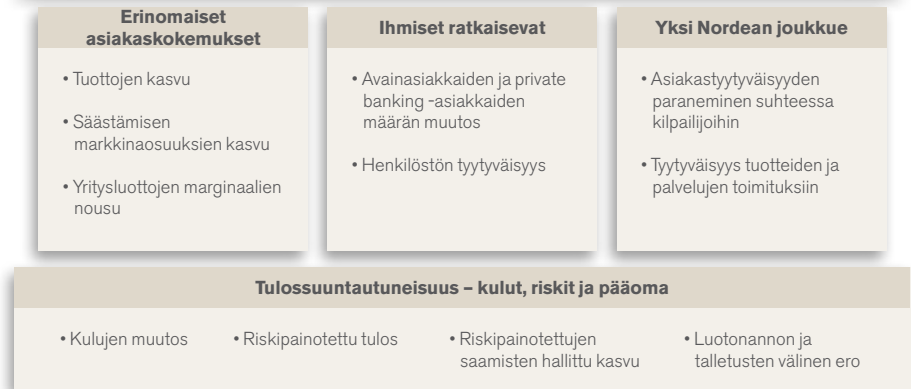 Erinomaiset
asiakaskokemukset
• Tuottojen kasvu
• Säästämisen
markkinaosuuksien kasvu
• Yritysluottojen marginaalien
nousu
Ihmiset ratkaisevat
• Avainasiakkaiden ja private
banking -asiakkaiden
määrän muutos
• Henkilöstön tyytyväisyys
Yksi Nordean joukkue
• Asiakastyytyväisyyden
paraneminen suhteessa
kilpailijoihin
• Tyytyväisyys tuotteiden ja
palvelujen toimituksiin
Tulossuuntautuneisuus – kulut, riskit ja pääoma
• Kulujen muutos
• Riskipainotettu tulos
• Riskipainotettujen
saamisten hallittu kasvu
• Luotonannon ja
talletusten välinen ero